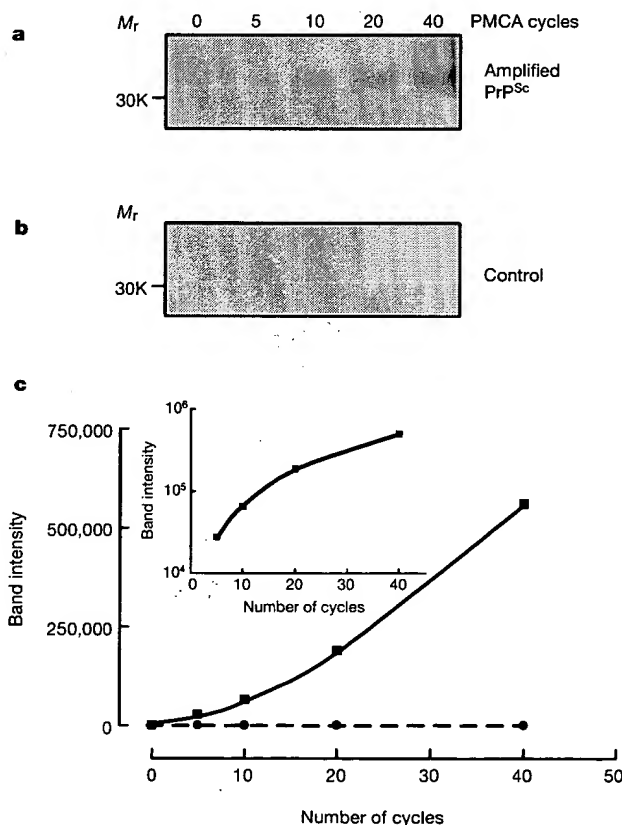 a
Mr 0 5 10 20 40 PMCA cycles
30K
Amplified
PrPSc
b
Mr
30K
Control
c
750,000
500,000
250,000
0
Band intensity
0 10 20 30 40 50
Number of cycles
10^6
10^5
10^4
Band intensity
10 20 30 40
Number of cycles